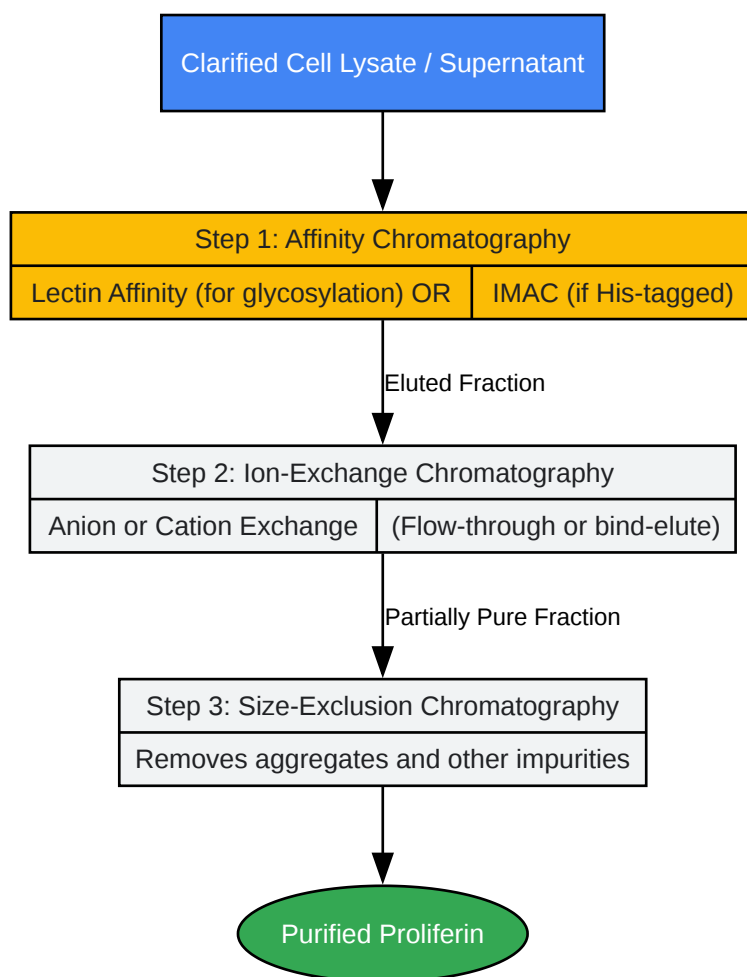 Clarified Cell Lysate / Supernatant
Step 1: Affinity Chromatography
Lectin Affinity (for glycosylation) OR
IMAC (if His-tagged)
Eluted Fraction
Step 2: Ion-Exchange Chromatography
Anion or Cation Exchange
(Flow-through or bind-elute)
Partially Pure Fraction
Step 3: Size-Exclusion Chromatography
Removes aggregates and other impurities
Purified Proliferin